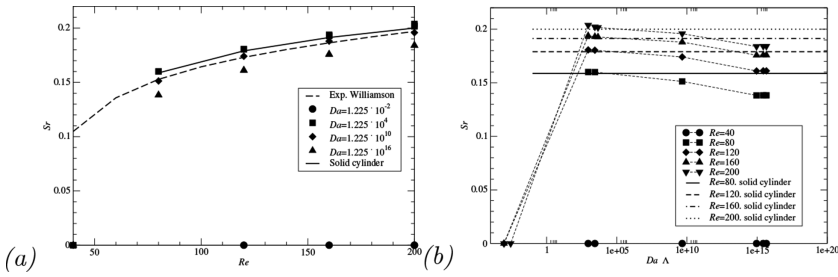 (a)
Sr
0.2
0.15
0.1
0.05
0
50
100
150
200
Re
Exp. Williamson
Da=1.225 · 10^-2
Da=1.225 · 10^4
Da=1.225 · 10^10
Da=1.225 · 10^16
Solid cylinder
(b)
Sr
0.2
0.15
0.1
0.05
0
1
1e+05
1e+10
1e+15
1e+20
Da Λ
Re=40
Re=80
Re=120
Re=160
Re=200
Re=80. solid cylinder
Re=120. solid cylinder
Re=160. solid cylinder
Re=200. solid cylinder